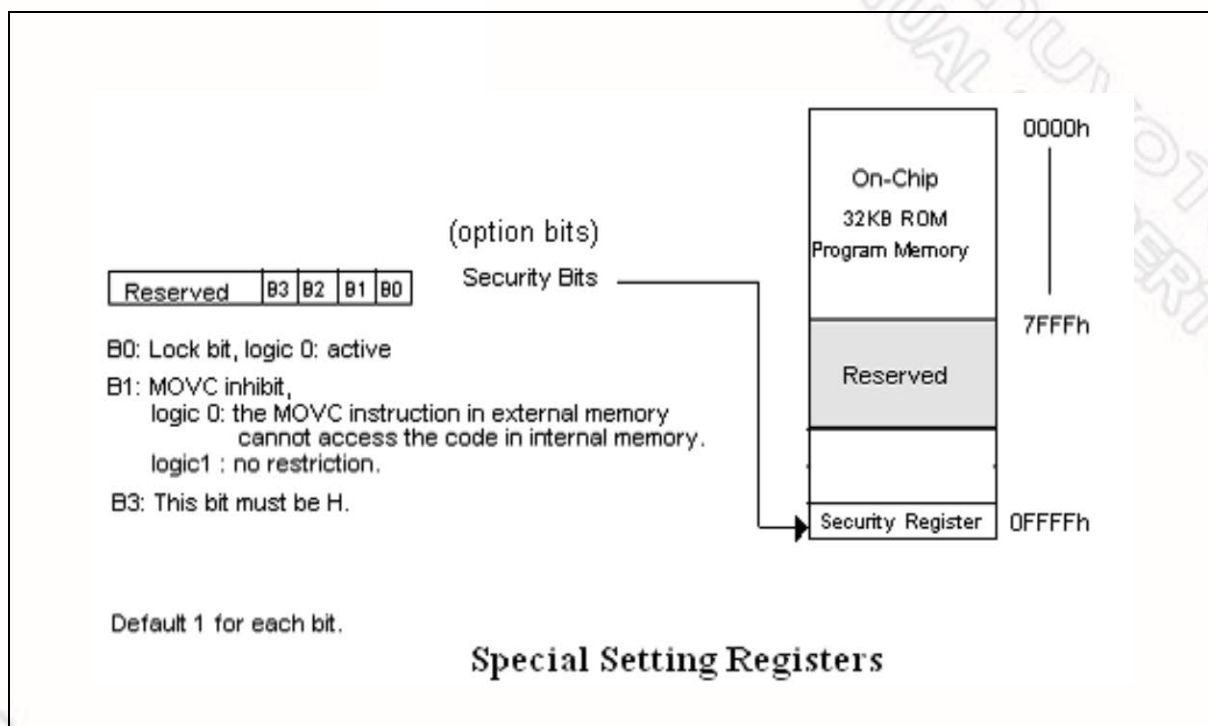 0000h
On-Chip
32KB ROM
Program Memory
(option bits)
Security Bits
Reserved B3 B2 B1 B0
7FFFh
B0: Lock bit, logic 0: active
B1: MOVC inhibit,
logic 0: the MOVC instruction in external memory
cannot access the code in internal memory.
logic1 : no restriction.
B3: This bit must be H.
Reserved
Security Register
0FFFFh
Default 1 for each bit.
Special Setting Registers